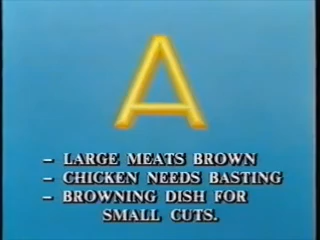 A
– LARGE MEATS BROWN
– CHICKEN NEEDS BASTING
– BROWNING DISH FOR
SMALL CUTS.